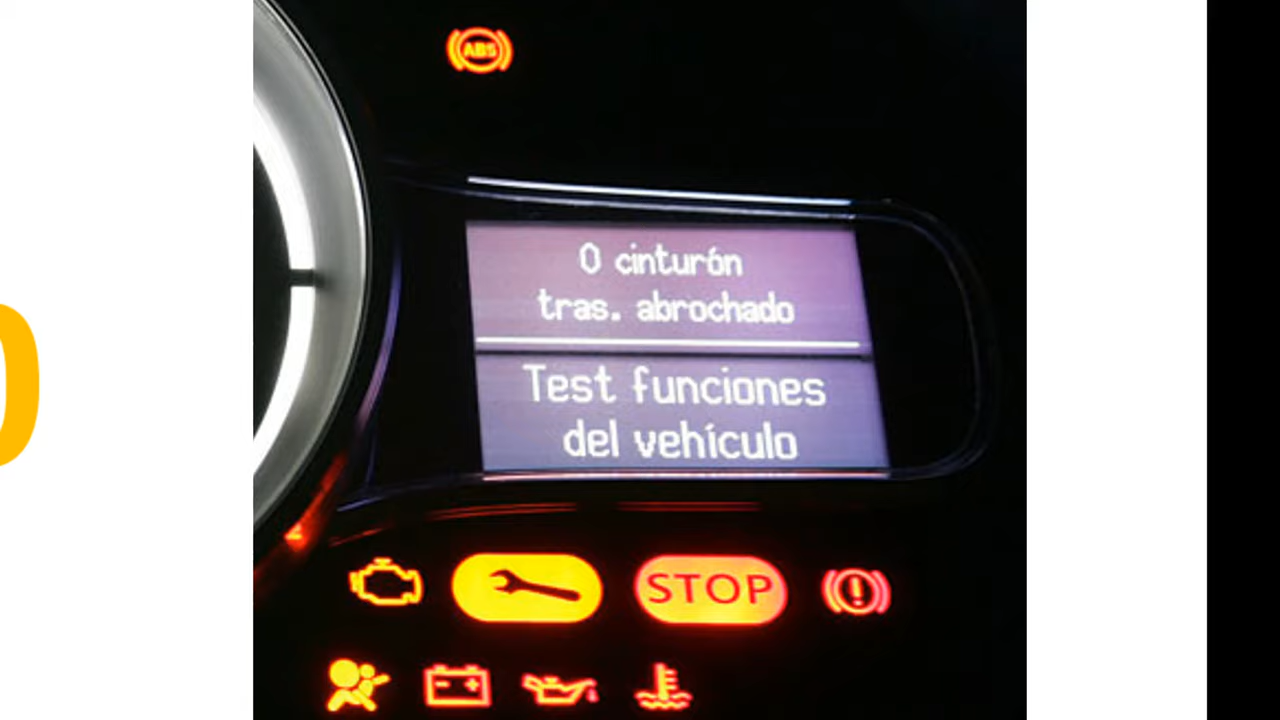 ABS
0 cinturón
tras. abrochado
Test funciones
del vehículo
STOP